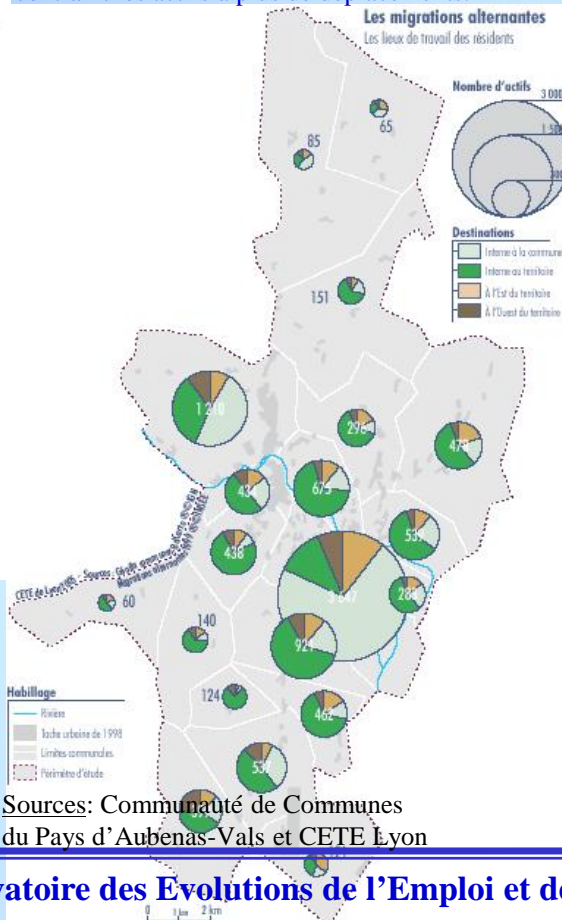 Les migrations alternantes
Les lieux de travail des résidents
Nombre d'actifs
3 000
Destinations
Interne à la commune
Interne au territoire
A l'Est du territoire
A l'Ouest du territoire
65
85
151
1 210
296
675
438
60
140
3 647
921
124
462
537
Habillage
Rivière
Tache urbaine de 1998
Limites communales
Périmètre d'étude
Sources: Communauté de Communes
du Pays d'Aubenas-Vals et CETE Lyon
vatoire des Evolutions de l'Emploi et de
0 1 km 2 km